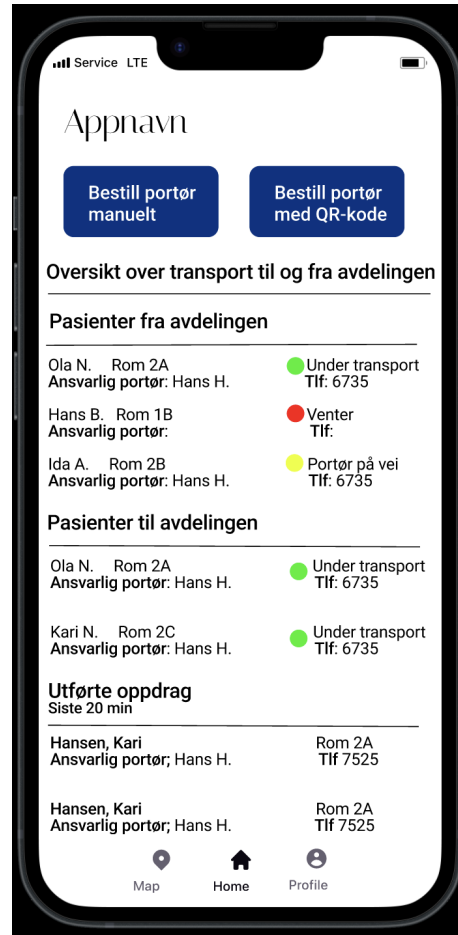 Service LTE
Appnavn
Bestill portør
manuelt
Bestill portør
med QR-kode
Oversikt over transport til og fra avdelingen
Pasienter fra avdelingen
Ola N. Rom 2A Under transport
Ansvarlig portør: Hans H. Tlf: 6735
Hans B. Rom 1B Venter
Ansvarlig portør: Tlf:
Ida A. Rom 2B Portør på vei
Ansvarlig portør: Hans H. Tlf: 6735
Pasienter til avdelingen
Ola N. Rom 2A Under transport
Ansvarlig portør: Hans H. Tlf: 6735
Kari N. Rom 2C Under transport
Ansvarlig portør: Hans H. Tlf: 6735
Utførte oppdrag
Siste 20 min
Hansen, Kari Rom 2A
Ansvarlig portør; Hans H. Tlf 7525
Hansen, Kari Rom 2A
Ansvarlig portør; Hans H. Tlf 7525
Map Home Profile